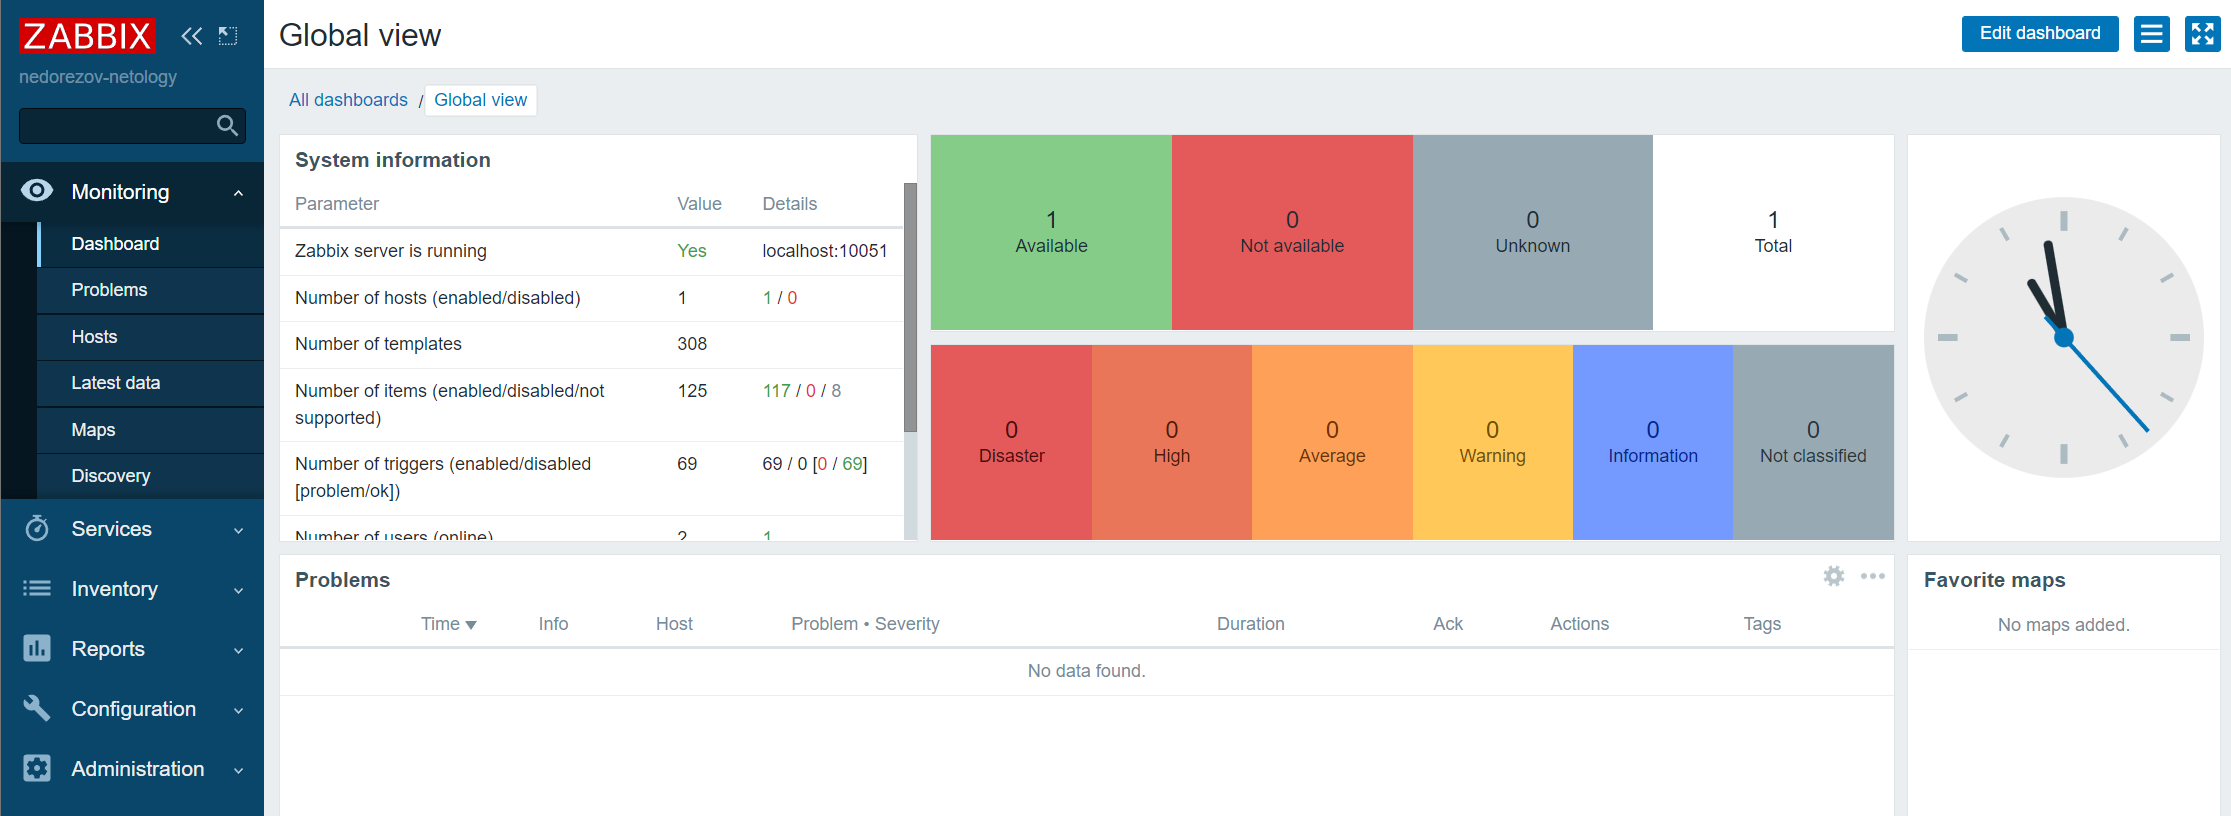 ZABBIX
nedorezov-netology
Monitoring
Dashboard
Problems
Hosts
Latest data
Maps
Discovery
Services
Inventory
Reports
Configuration
Administration
Global view
Edit dashboard
All dashboards / Global view
System information
Parameter Value Details
Zabbix server is running Yes localhost:10051
Number of hosts (enabled/disabled) 1 1 / 0
Number of templates 308
Number of items (enabled/disabled/not
supported) 125 117 / 0 / 8
Number of triggers (enabled/disabled
[problem/ok]) 69 69 / 0 [0 / 69]
Number of users (online) 2 1
1
Available
0
Not available
0
Unknown
1
Total
0
Disaster
0
High
0
Average
0
Warning
0
Information
0
Not classified
Problems
Time Info Host Problem • Severity Duration Ack Actions Tags
No data found.
Favorite maps
No maps added.